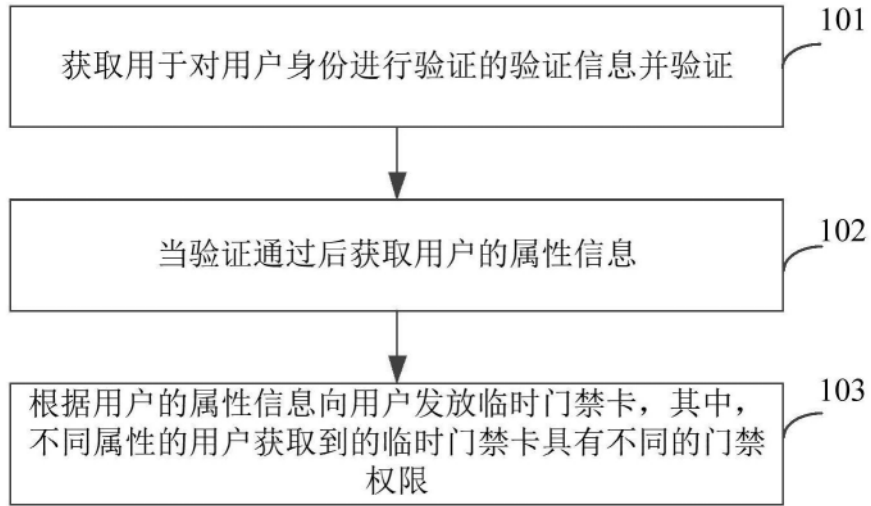 101
获取用于对用户身份进行验证的验证信息并验证
102
当验证通过后获取用户的属性信息
103
根据用户的属性信息向用户发放临时门禁卡，其中，
不同属性的用户获取到的临时门禁卡具有不同的门禁
权限